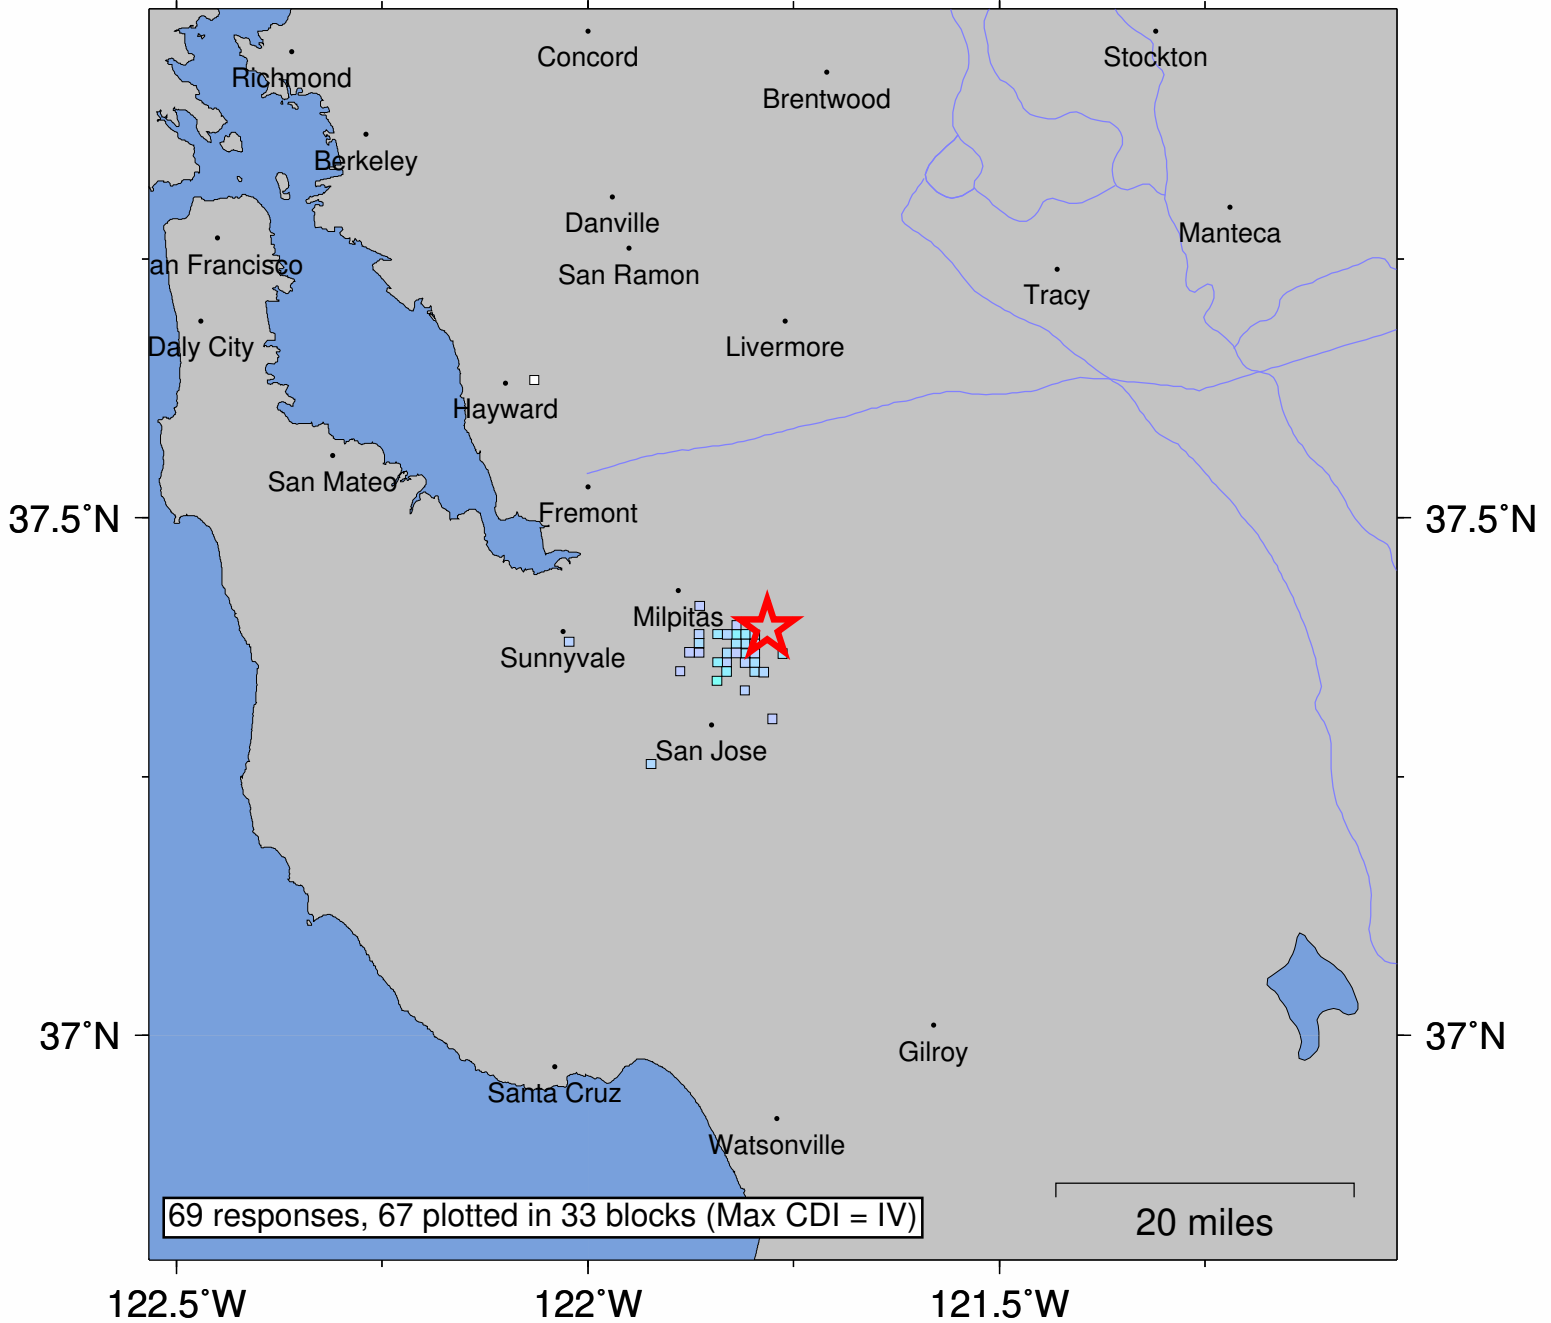 Concord
Stockton
Richmond
Brentwood
Berkeley
Danville
Manteca
an Francisco
San Ramon
Tracy
Daly City
Livermore
Hayward
San Mateo
Fremont
37.5°N
37.5°N
Milpitas
Sunnyvale
San Jose
37°N
37°N
Gilroy
Santa Cruz
Watsonville
69 responses, 67 plotted in 33 blocks (Max CDI = IV)
20 miles
122.5°W
122°W
121.5°W